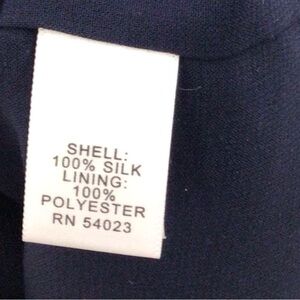 SHELL:
100% SILK
LINING:
100%
POLYESTER
RN 54023